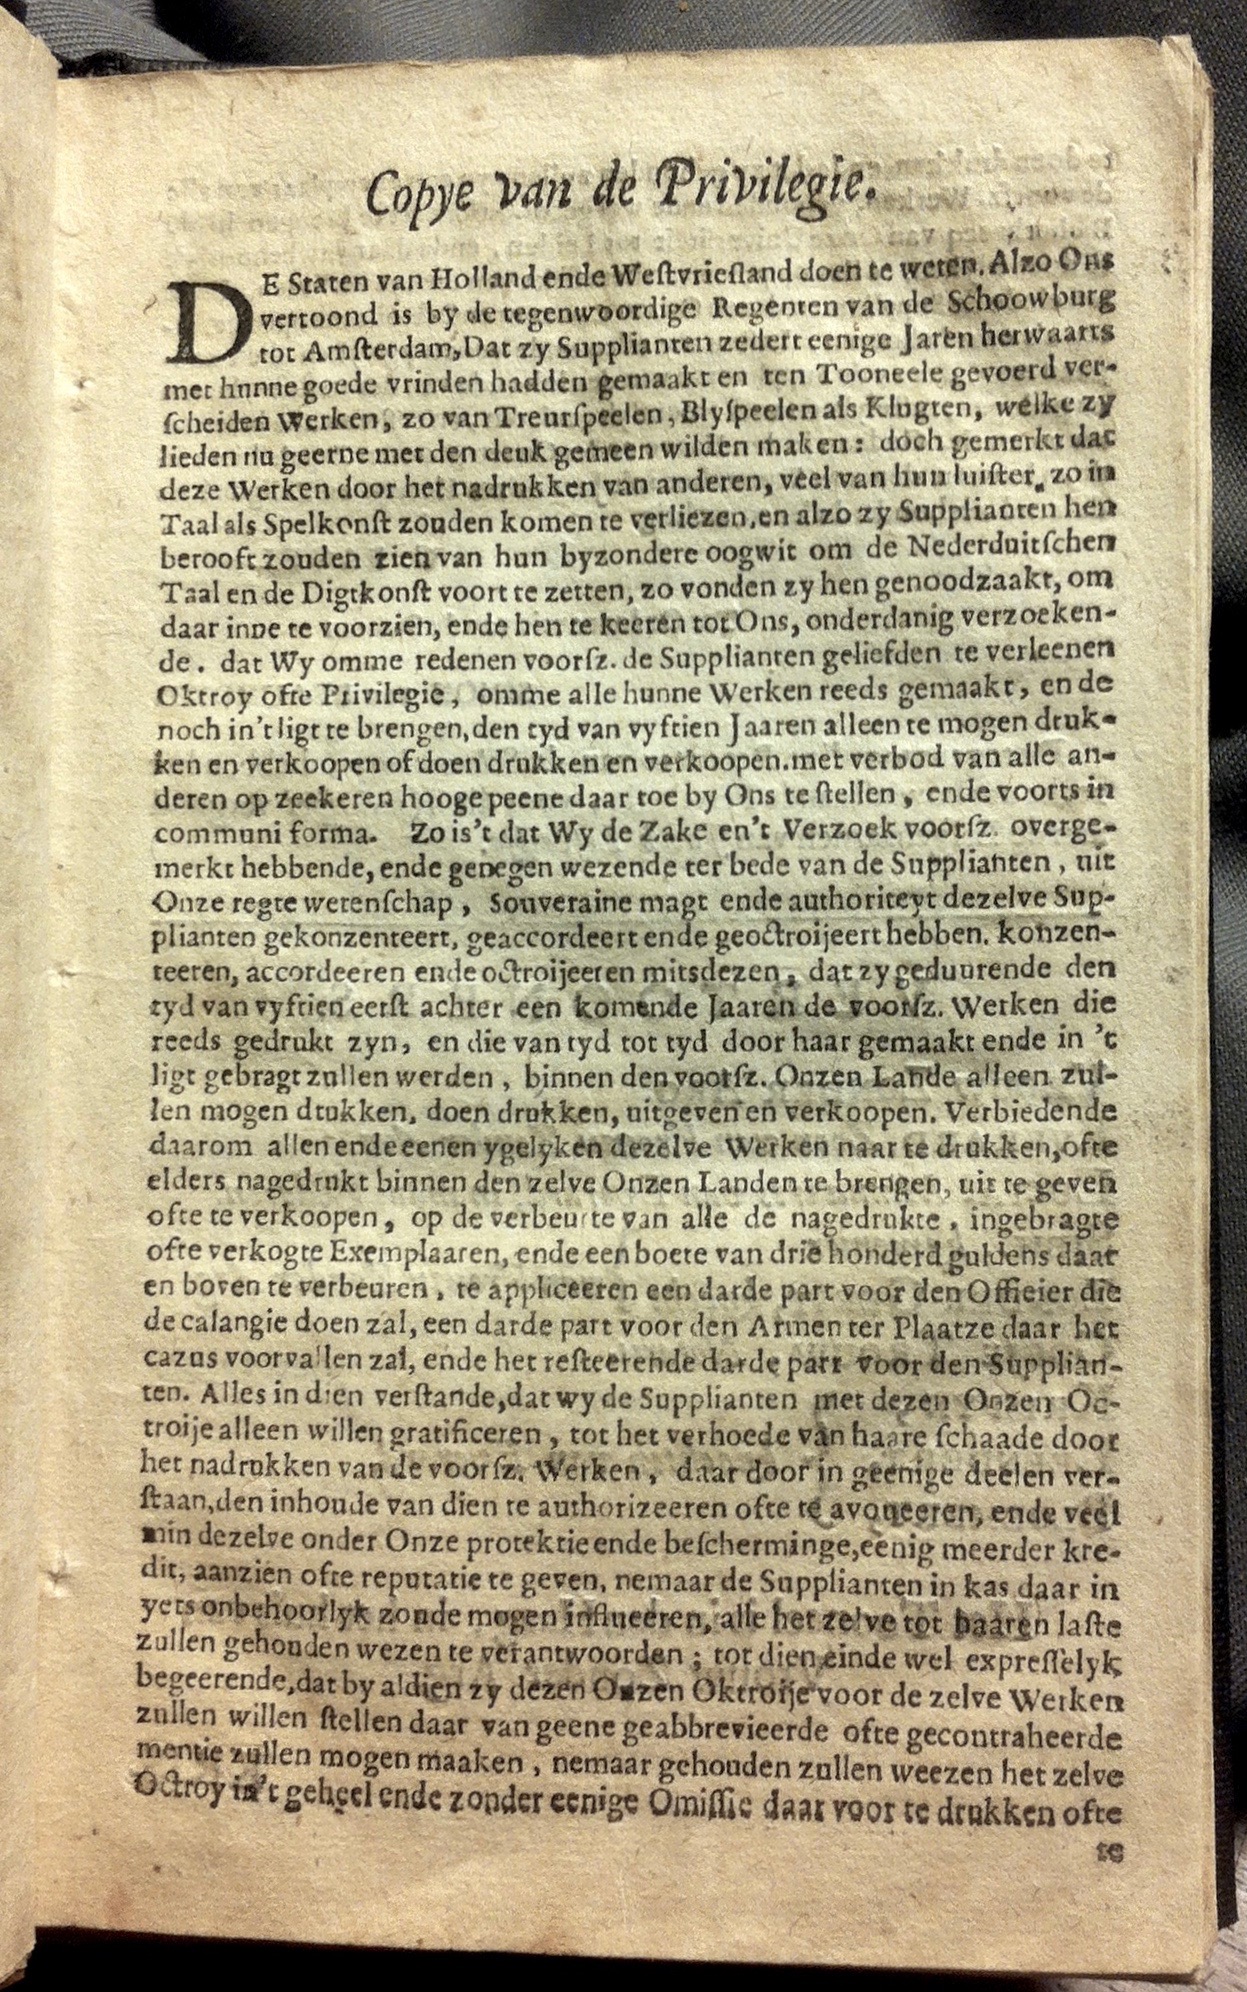 Copye van de Privilegie.
DE Staten van Holland ende Weſtvrieſland doen te weten. Alzo Ons
vertoond is by de tegenwoordige Regenten van de Schoowburg
tot Amſterdam, Dat zy Supplianten zedert eenige Jaren herwaarts
met hnnne goede vrinden hadden gemaakt en ten Tooneele gevoerd ver-
ſcheiden Werken, zo van Treurſpeelen, Blyſpeelen als Klugten, welke zy
lieden nu geerne met den deuk gemeen wilden maken: doch gemerkt dat
deze Werken door het nadrukken van anderen, veel van hun luiſter, zo in
Taal als Spelkonſt zouden komen te verliezen, en alzo zy Supplianten hen
berooft zouden zien van hun byzondere oogwit om de Nederduitſchen
Taal en de Digtkonſt voort te zetten, zo vonden zy hen genoodzaakt, om
daar inne te voorzien, ende hen te keeren tot Ons, onderdanig verzoeken-
de. dat Wy omme redenen voorſz. de Supplianten geliefden te verleenen
Oktroy ofte Privilegie, omme alle hunne Werken reeds gemaakt, ende
noch in't ligt te brengen, den tyd van vyftien Jaaren alleen te mogen druk-
ken en verkoopen of doen drukken en verkoopen. met verbod van alle an-
deren op zeekeren hooge peene daar toe by Ons te ſtellen, ende voorts in
communi forma. Zo is't dat Wy de Zake en't Verzoek voorſz. overge-
merkt hebbende, ende genegen wezende ter bede van de Supplianten, uit
Onze regte wetenſchap, Souveraine magt ende authoriteyt dezelve Sup-
plianten gekonzenteert, geaccordeert ende geoctroijeert hebben. konzen-
teeren, accordeeren ende octroijeeren mitsdezen, dat zy geduurende den
tyd van vyftien eerſt achter een komende Jaaren de voorſz. Werken die
reeds gedrukt zyn, en die van tyd tot tyd door haar gemaakt ende in 't
ligt gebragt zullen werden, binnen den voorſz. Onzen Lande alleen zul-
len mogen drukken, doen drukken, uitgeven en verkoopen. Verbiedende
daarom allen ende eenen ygelyken dezelve Werken naar te drukken, ofte
elders nagedrukt binnen den zelve Onzen Landen te brengen, uit te geven
ofte te verkoopen, op de verbeurte van alle de nagedrukte, ingebragte
ofte verkogte Exemplaaren, ende een boete van drie honderd guldens daar
en boven te verbeuren, te appliceeren een darde part voor den Officier die
de calangie doen zal, een darde part voor den Armen ter Plaatze daar het
cazus voorvallen zal, ende het reſteerende darde part voor den Supplian-
ten. Alles in dien verſtande, dat wy de Supplianten met dezen Onzen Oc-
troije alleen willen gratificeren, tot het verhoede van haare ſchaade door
het nadrukken van de voorſz. Werken, daar door in geenige deelen ver-
ſtaan, den inhoude van dien te authorizeeren ofte te avoueeren, ende veel
min dezelve onder Onze protektie ende beſcherminge, eenig meerder kre-
dit, aanzien ofte reputatie te geven, nemaar de Supplianten in kas daar in
yets onbehoorlyk zoude mogen influeeren, alle het zelve tot haaren laſte
zullen gehouden wezen te verantwoorden; tot dien einde wel expreſſelyk
begeerende, dat by aldien zy dezen Onzen Oktroije voor de zelve Werken
zullen willen ſtellen daar van geene geabbrevieerde ofte gecontraheerde
mentie zullen mogen maaken, nemaar gehouden zullen weezen het zelve
Octroy in't geheel ende zonder eenige Omiſſie daar voor te drukken ofte
te